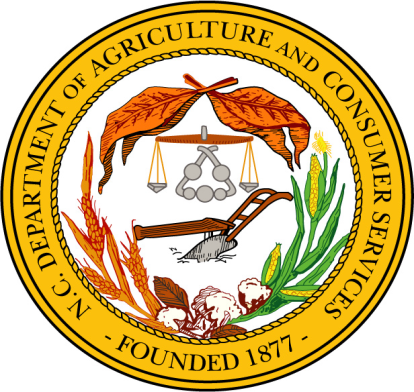 N.C. DEPARTMENT OF AGRICULTURE AND CONSUMER SERVICES
- FOUNDED 1877 -